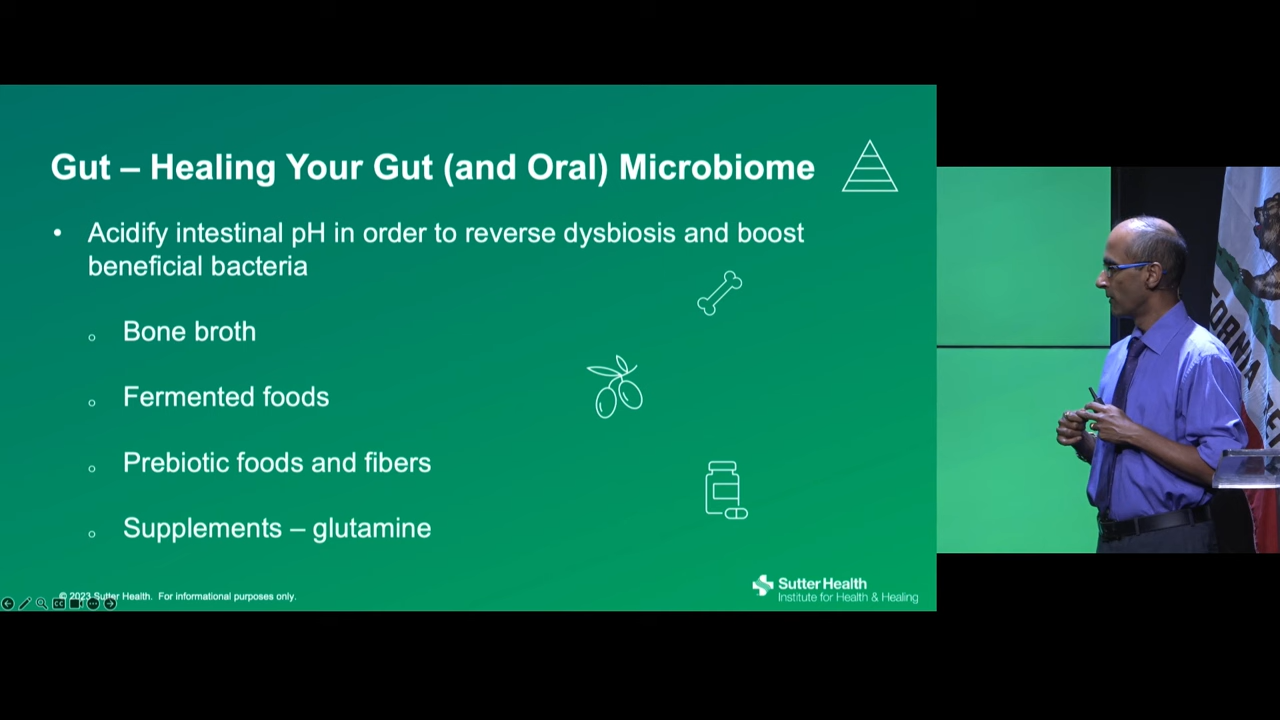 Gut – Healing Your Gut (and Oral) Microbiome
• Acidify intestinal pH in order to reverse dysbiosis and boost
beneficial bacteria
○ Bone broth
○ Fermented foods
○ Prebiotic foods and fibers
○ Supplements – glutamine
© 2023 Sutter Health. For informational purposes only.
Sutter Health
Institute for Health & Healing